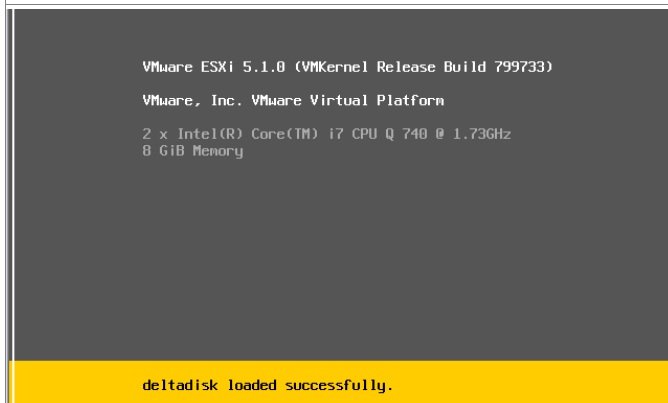 VMware ESXi 5.1.0 (VMKernel Release Build 799733)
VMware, Inc. VMware Virtual Platform
2 x Intel(R) Core(TM) i7 CPU Q 740 @ 1.73GHz
8 GiB Memory
deltadisk loaded successfully.